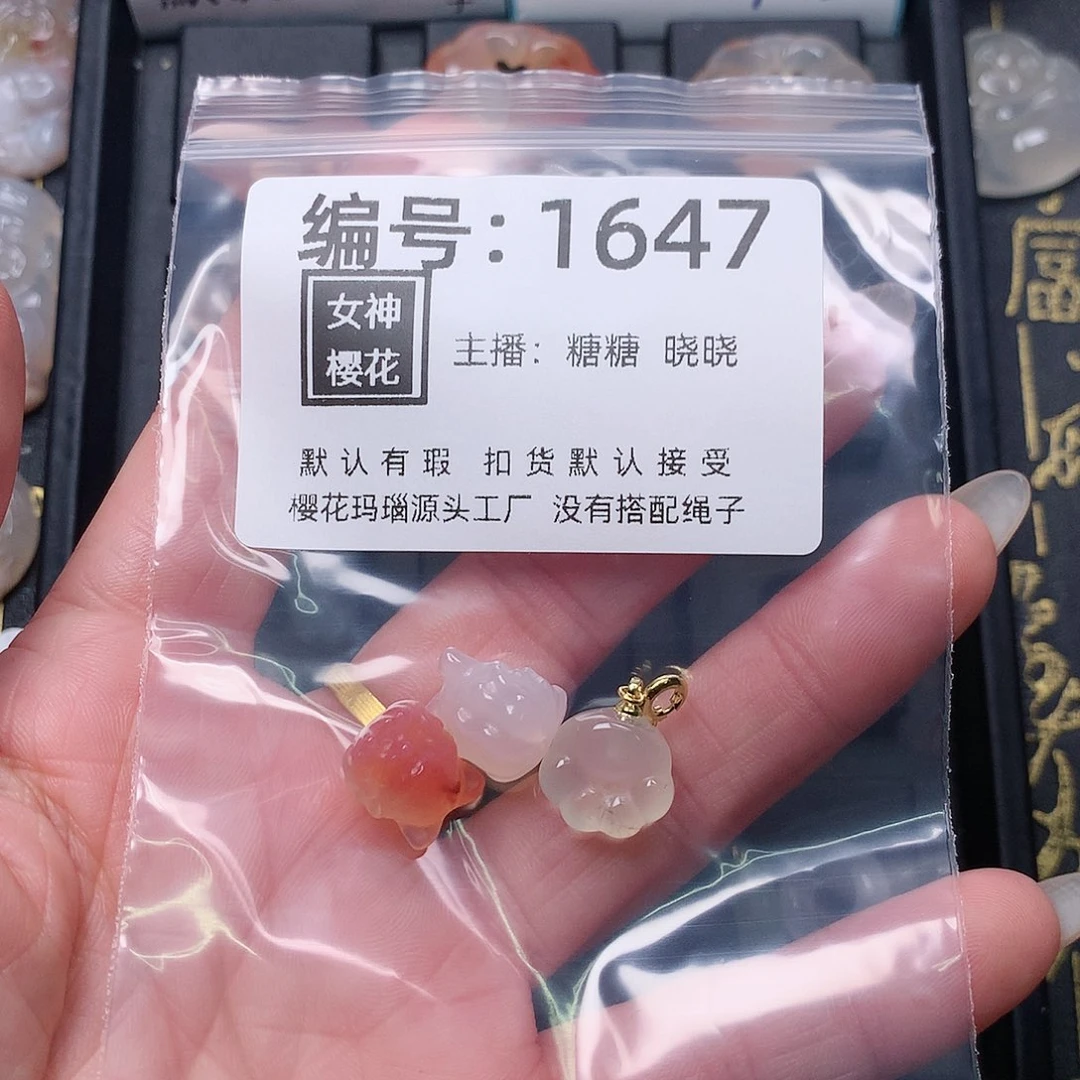 编号：1647
女神
樱花
主播：糖糖 晓晓
默认有瑕 扣货默认接受
樱花玛瑙源头工厂 没有搭配绳子
富